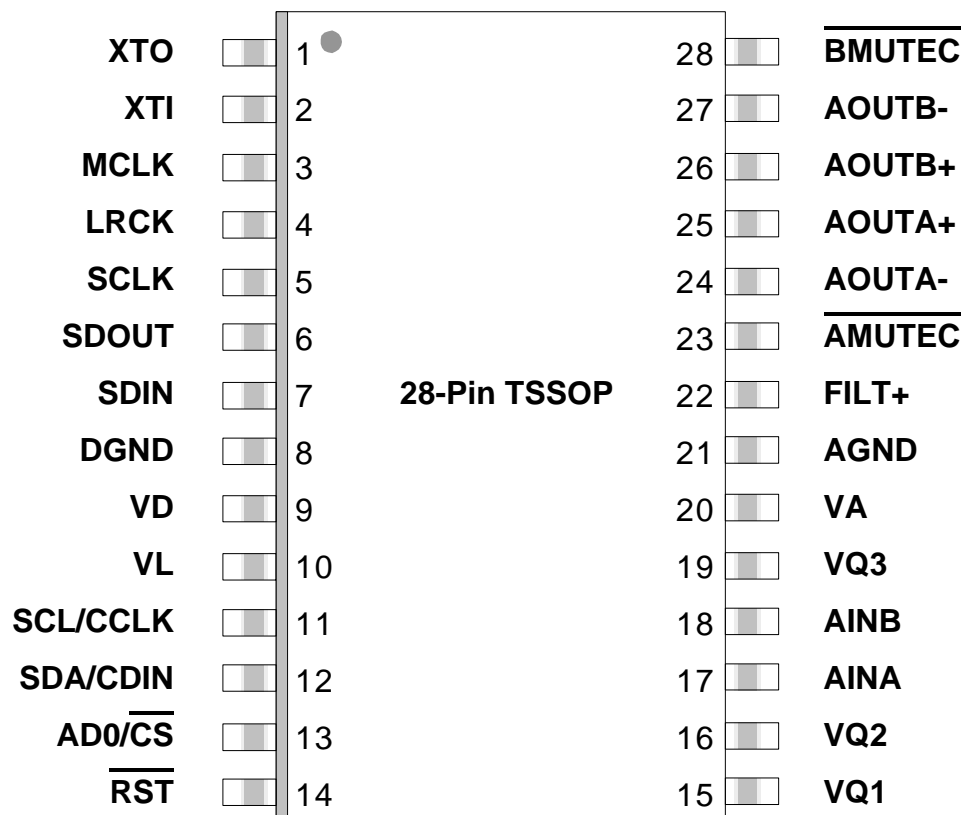 XTO 1 28 BMUTEC
XTI 2 27 AOUTB-
MCLK 3 26 AOUTB+
LRCK 4 25 AOUTA+
SCLK 5 24 AOUTA-
SDOUT 6 23 AMUTEC
SDIN 7 28-Pin TSSOP 22 FILT+
DGND 8 21 AGND
VD 9 20 VA
VL 10 19 VQ3
SCL/CCLK 11 18 AINB
SDA/CDIN 12 17 AINA
AD0/CS 13 16 VQ2
RST 14 15 VQ1